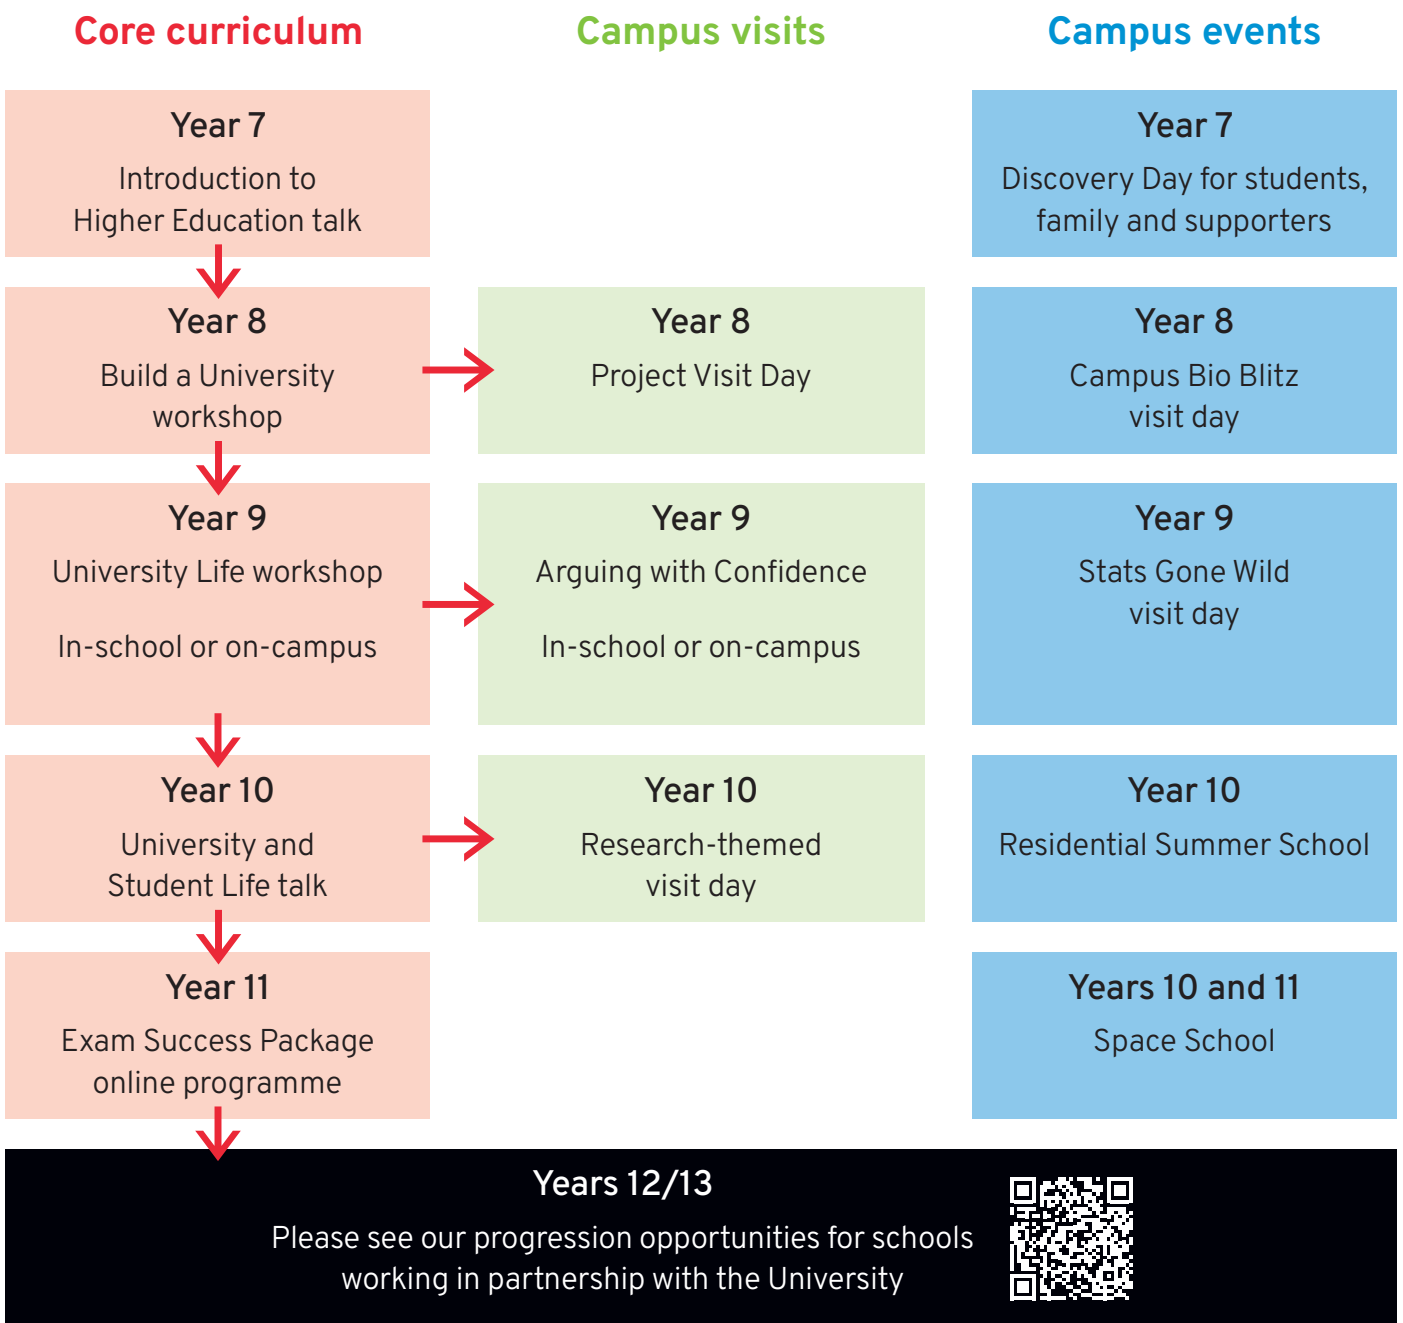 Core curriculum
Campus visits
Campus events
Year 7
Introduction to
Higher Education talk
Year 7
Discovery Day for students,
family and supporters
Year 8
Build a University
workshop
Year 8
Project Visit Day
Year 8
Campus Bio Blitz
visit day
Year 9
University Life workshop
In-school or on-campus
Year 9
Arguing with Confidence
In-school or on-campus
Year 9
Stats Gone Wild
visit day
Year 10
University and
Student Life talk
Year 10
Research-themed
visit day
Year 10
Residential Summer School
Year 11
Exam Success Package
online programme
Years 10 and 11
Space School
Years 12/13
Please see our progression opportunities for schools
working in partnership with the University